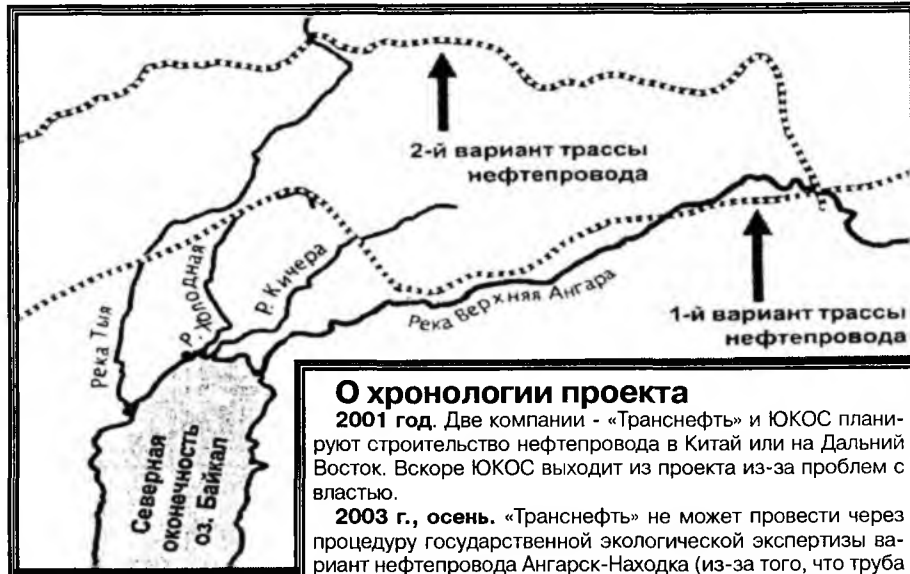 2-й вариант трассы
нефтепровода
1-й вариант трассы
нефтепровода
Река Тыя
Р. Холодная
Р. Кичера
Река Верхняя Ангара
Северная
оконечность
оз. Байкал
О хронологии проекта
2001 год. Две компании - «Транснефть» и ЮКОС плани-
руют строительство нефтепровода в Китай или на Дальний
Восток. Вскоре ЮКОС выходит из проекта из-за проблем с
властью.
2003 г., осень. «Транснефть» не может провести через
процедуру государственной экологической экспертизы ва-
риант нефтепровода Ангарск-Находка (из-за того, что труба